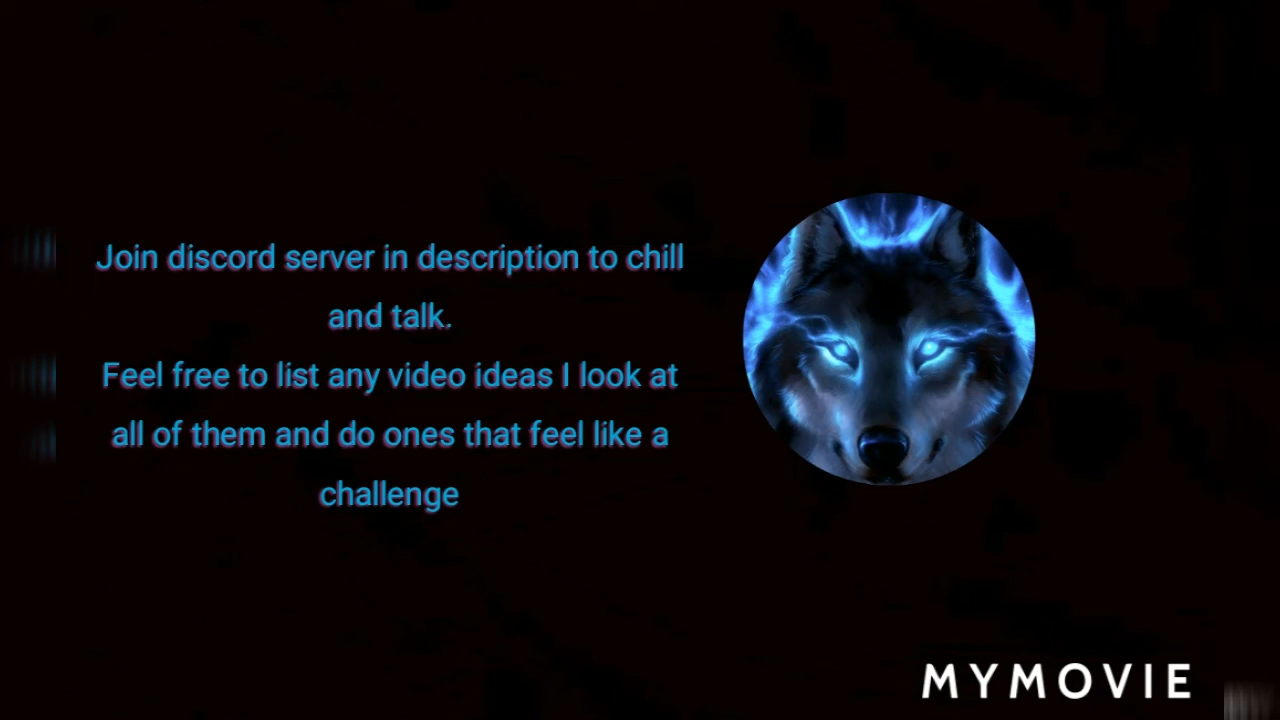 Join discord server in description to chill
and talk.
Feel free to list any video ideas I look at
all of them and do ones that feel like a
challenge
MYMOVIE